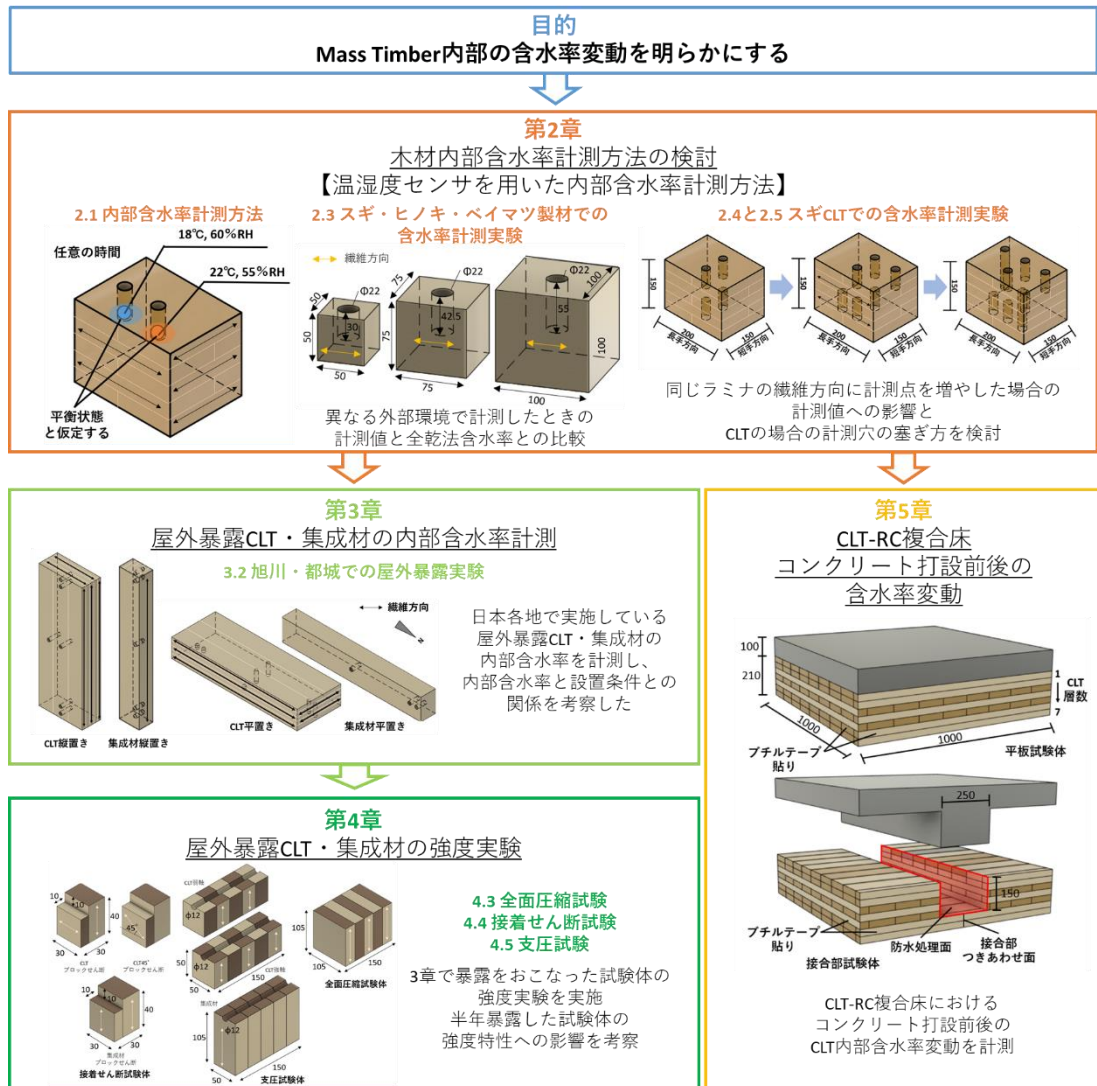 目的
Mass Timber内部の含水率変動を明らかにする
第2章
木材内部含水率計測方法の検討
【温湿度センサを用いた内部含水率計測方法】
2.1 内部含水率計測方法
18℃, 60%RH
任意の時間
22℃, 55%RH
平衡状態
と仮定する
2.3 スギ・ヒノキ・ベイマツ製材での
含水率計測実験
繊維方向
Φ22
50
30
50
50
75
42.5
75
75
Φ22
100
55
100
100
異なる外部環境で計測したときの
計測値と全乾法含水率との比較
2.4と2.5 スギCLTでの含水率計測実験
150
200
長手方向
150
短手方向
150
200
長手方向
150
短手方向
150
200
長手方向
150
短手方向
同じラミナの繊維方向に計測点を増やした場合の
計測値への影響と
CLTの場合の計測穴の塞ぎ方を検討
第3章
屋外暴露CLT・集成材の内部含水率計測
3.2 旭川・都城での屋外暴露実験
繊維方向
N
CLT縦置き
集成材縦置き
CLT平置き
集成材平置き
日本各地で実施している
屋外暴露CLT・集成材の
内部含水率を計測し、
内部含水率と設置条件との
関係を考察した
第4章
屋外暴露CLT・集成材の強度実験
10
10
40
30
30
CLT
ブロックせん断
45°
CLT45°
ブロックせん断
10
10
40
30
30
集成材
ブロックせん断
接着せん断試験体
CLT弱軸
φ12
50
φ12
50
50
150
CLT強軸
集成材
φ12
105
50
150
支圧試験体
105
105
150
全面圧縮試験体
4.3 全面圧縮試験
4.4 接着せん断試験
4.5 支圧試験
3章で暴露をおこなった試験体の
強度実験を実施
半年暴露した試験体の
強度特性への影響を考察
第5章
CLT-RC複合床
コンクリート打設前後の
含水率変動
100
210
1
CLT
層数
7
1000
1000
ブチルテープ
貼り
平板試験体
250
150
ブチルテープ
貼り
防水処理面
接合部
つきあわせ面
接合部試験体
CLT-RC複合床における
コンクリート打設前後の
CLT内部含水率変動を計測